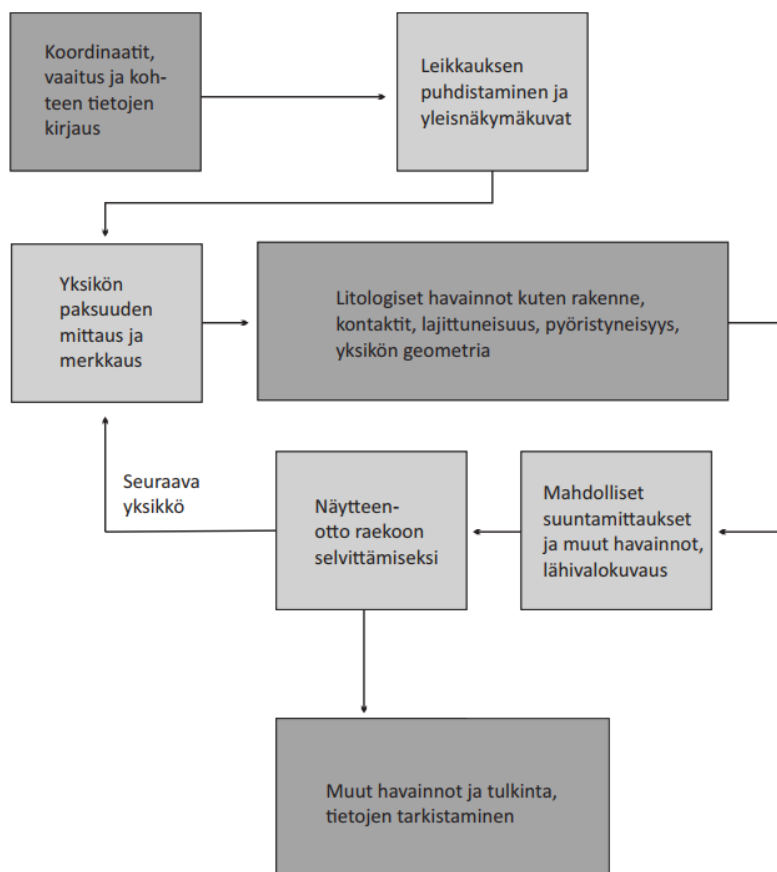 Koordinaatit,
vaaitus ja koh-
teen tietojen
kirjaus
Leikkauksen
puhdistaminen ja
yleisnäkymäkuvat
Yksikön
paksuuden
mittaus ja
merkkaus
Litologiset havainnot kuten rakenne,
kontaktit, lajittuneisuus, pyöristyneisyys,
yksikön geometria
Mahdolliset
suuntamittaukset
ja muut havainnot,
lähivalokuvaus
Näytteen-
otto raekoon
selvittämiseksi
Seuraava
yksikkö
Muut havainnot ja tulkinta,
tietojen tarkistaminen